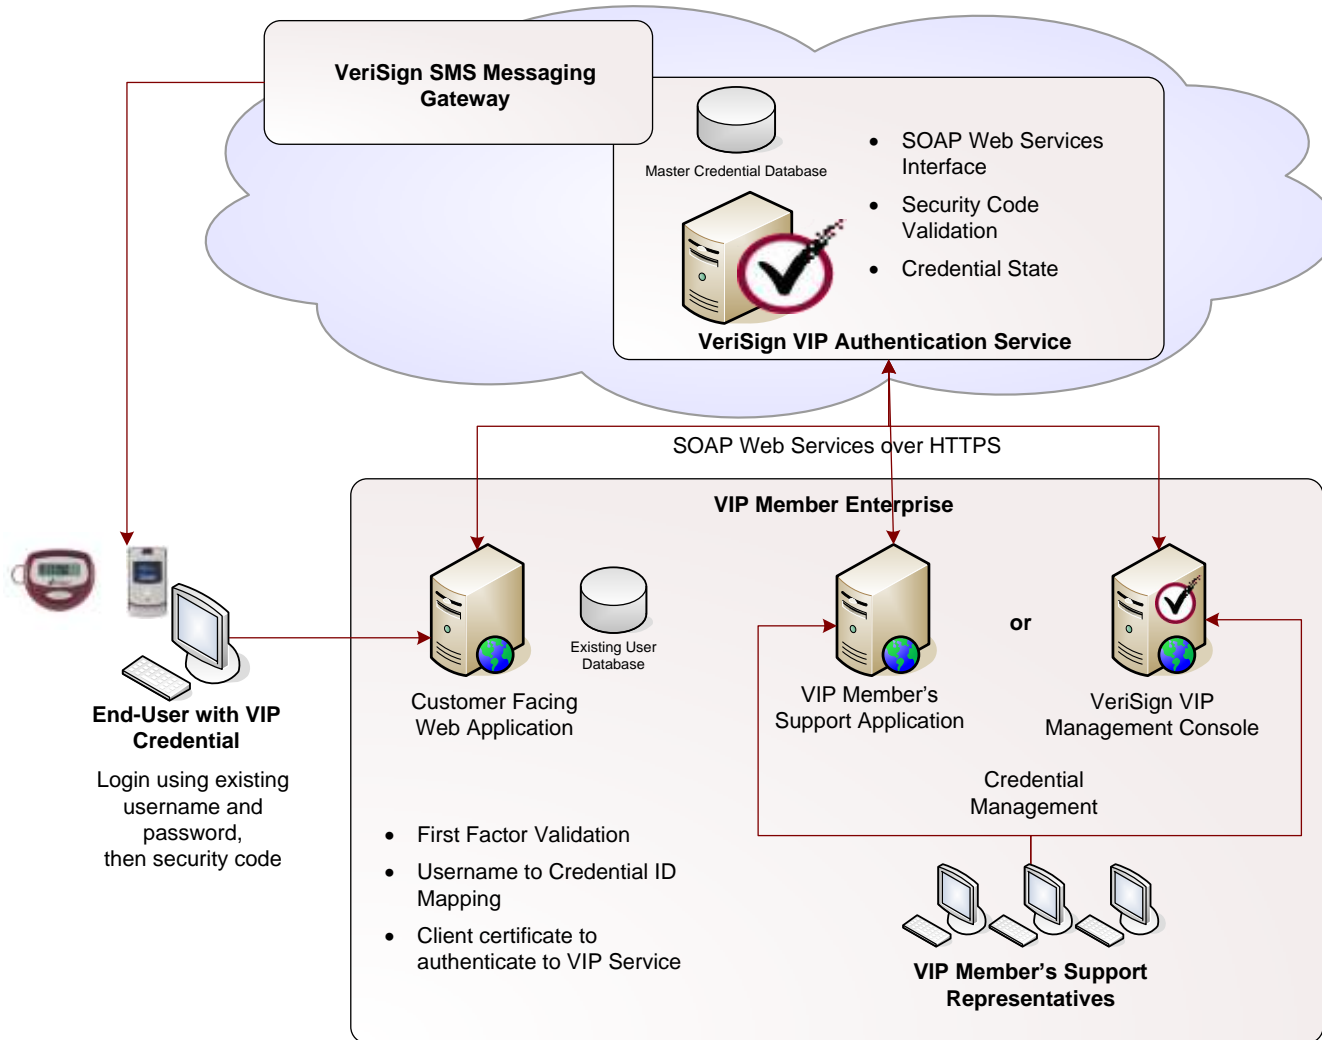 VeriSign SMS Messaging
Gateway
Master Credential Database
• SOAP Web Services
Interface
• Security Code
Validation
• Credential State
VeriSign VIP Authentication Service
SOAP Web Services over HTTPS
VIP Member Enterprise
Existing User
Database
or
Customer Facing
Web Application
VIP Member’s
Support Application
VeriSign VIP
Management Console
End-User with VIP
Credential
Login using existing
username and
password,
then security code
Credential
Management
• First Factor Validation
• Username to Credential ID
Mapping
• Client certificate to
authenticate to VIP Service
VIP Member’s Support
Representatives